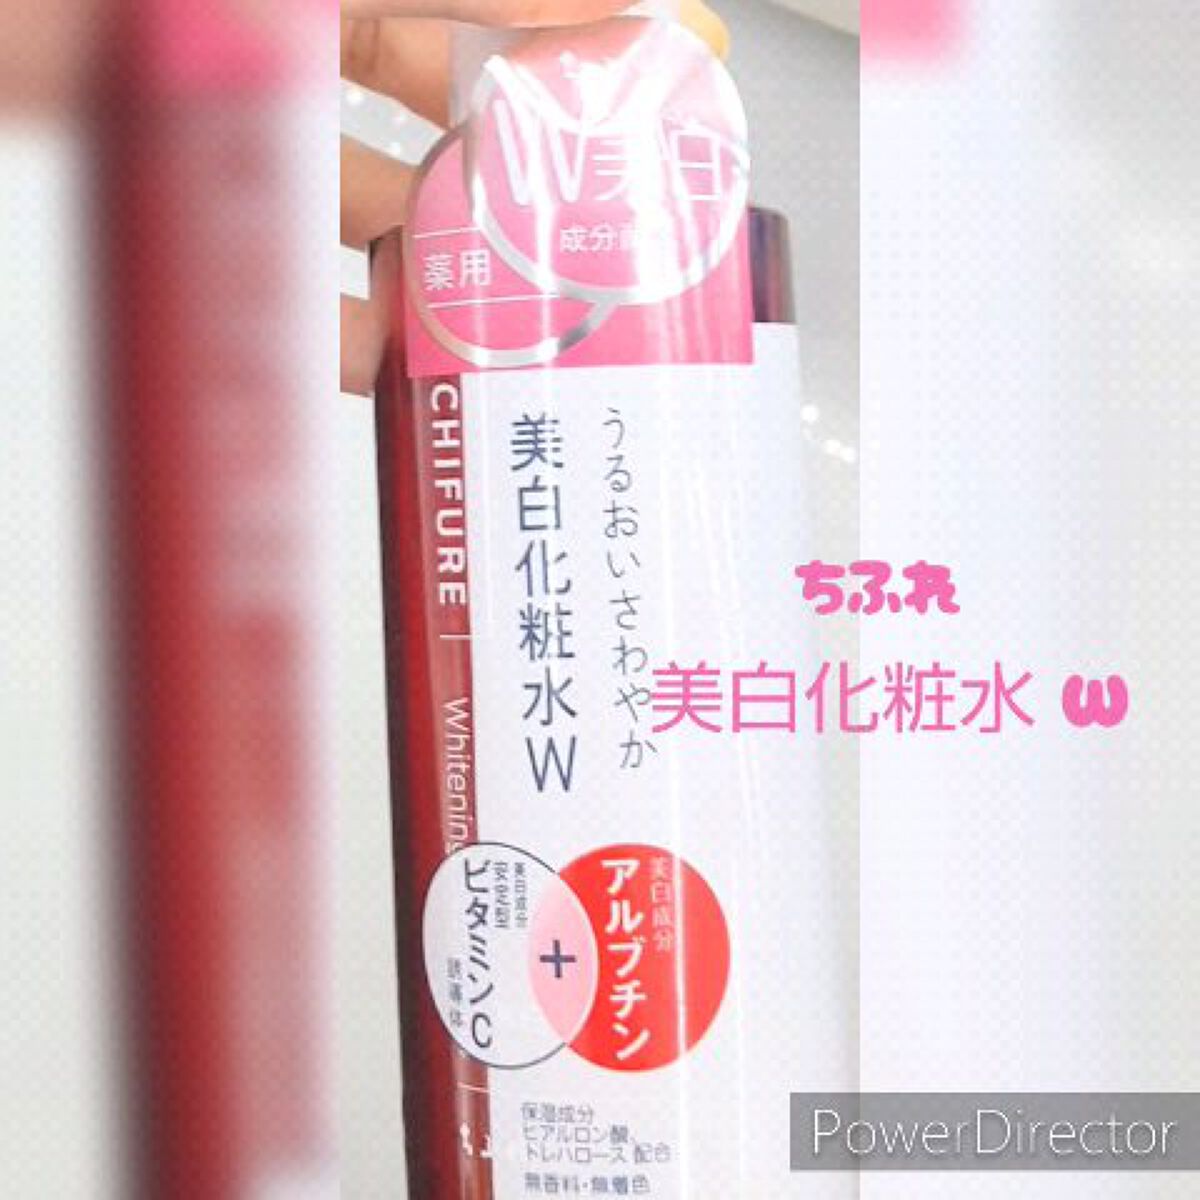 W美白
成分
薬用
CHIFURE
Whitening
うるおいさわやか
美白化粧水W
ちふれ
美白化粧水 W
美白成分
安定型
ビタミンC
誘導体
+
美白成分
アルブチン
保湿成分
ヒアルロン酸、
トレハロース 配合
無香料・無着色
PowerDirector